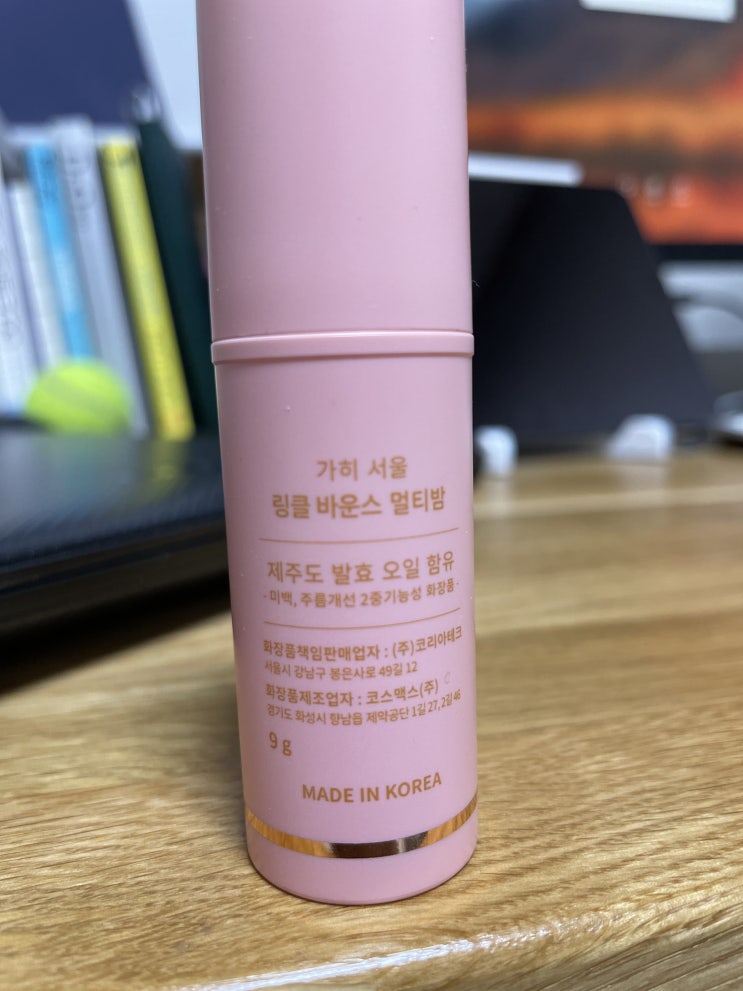 가히 서울
링클 바운스 멀티밤
제주도 발효 오일 함유
- 미백, 주름개선 2중기능성 화장품 -
화장품책임판매업자 : (주)코리아테크
서울시 강남구 봉은사로 49길 12
화장품제조업자 : 코스맥스(주)
경기도 화성시 향남읍 제약공단 1길 27, 2길 46
9 g
MADE IN KOREA